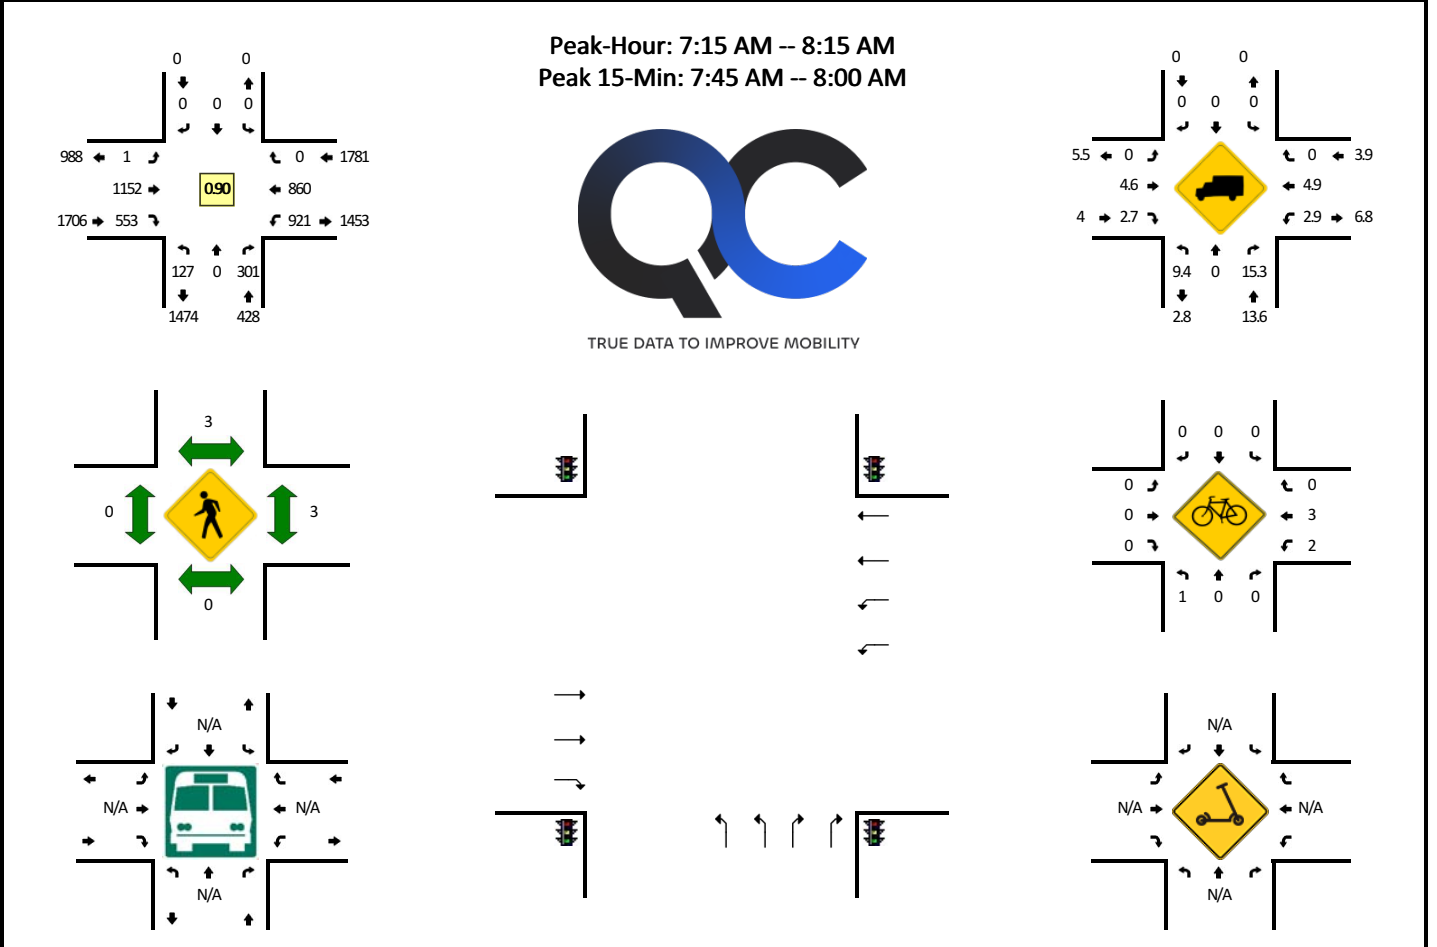 Peak-Hour: 7:15 AM -- 8:15 AM
Peak 15-Min: 7:45 AM -- 8:00 AM
0 0
0 0 0
988 1 0 1781
1152 0.90 860
1706 553 921 1453
127 0 301
1474 428
0 0
0 0 0
5.5 0 0 3.9
4.6 4.9
4 2.7 2.9 6.8
9.4 0 15.3
2.8 13.6
QC
TRUE DATA TO IMPROVE MOBILITY
3
0 3
0
0 0 0
0 0
0 3
0 2
1 0 0
N/A
N/A N/A
N/A
N/A
N/A N/A
N/A